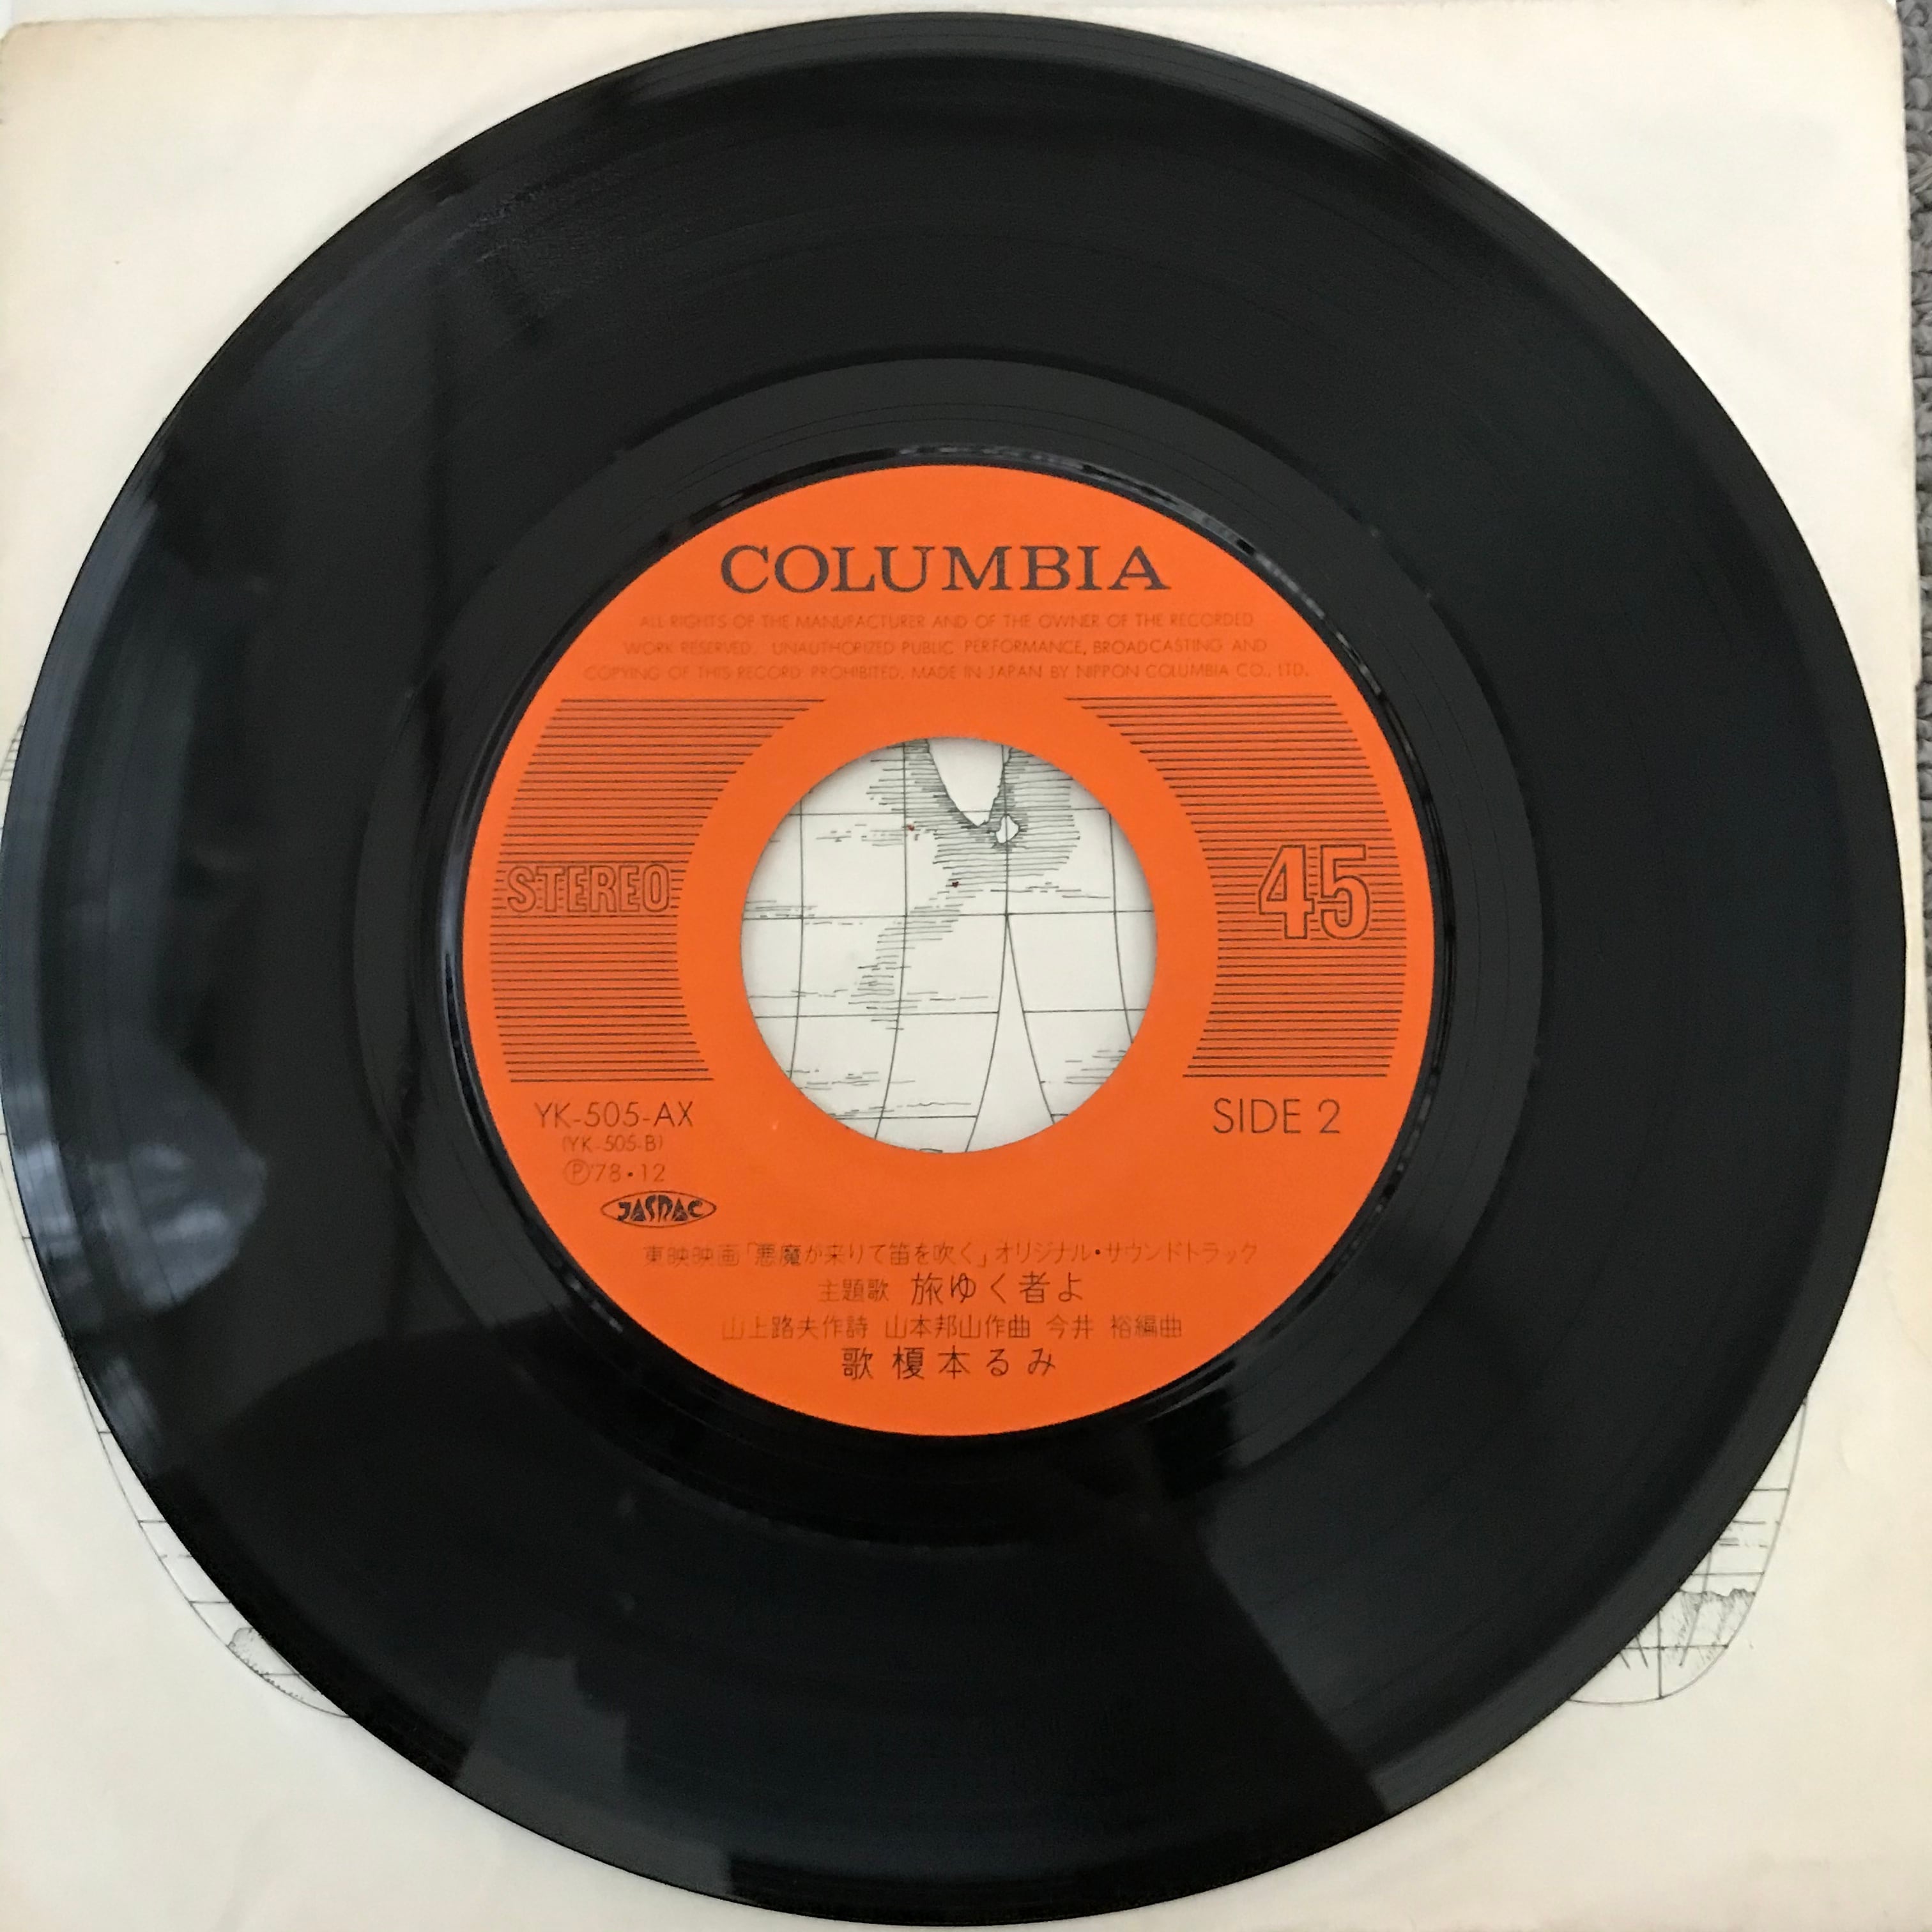 COLUMBIA
ALL RIGHTS OF THE MANUFACTURER AND OF THE OWNER OF THE RECORDED
WORK RESERVED. UNAUTHORIZED PUBLIC PERFORMANCE, BROADCASTING AND
COPYING OF THIS RECORD PROHIBITED. MADE IN JAPAN BY NIPPON COLUMBIA CO., LTD.
STEREO
45
YK-505-AX
SIDE 2
(YK-505-B)
Ⓟ'78・12
JASRAC
東映映画「悪魔が来りて笛を吹く」オリジナル・サウンドトラック
主題歌 旅ゆく者よ
山上路夫作詩 山本邦山作曲 今井 裕編曲
歌 榎本るみ